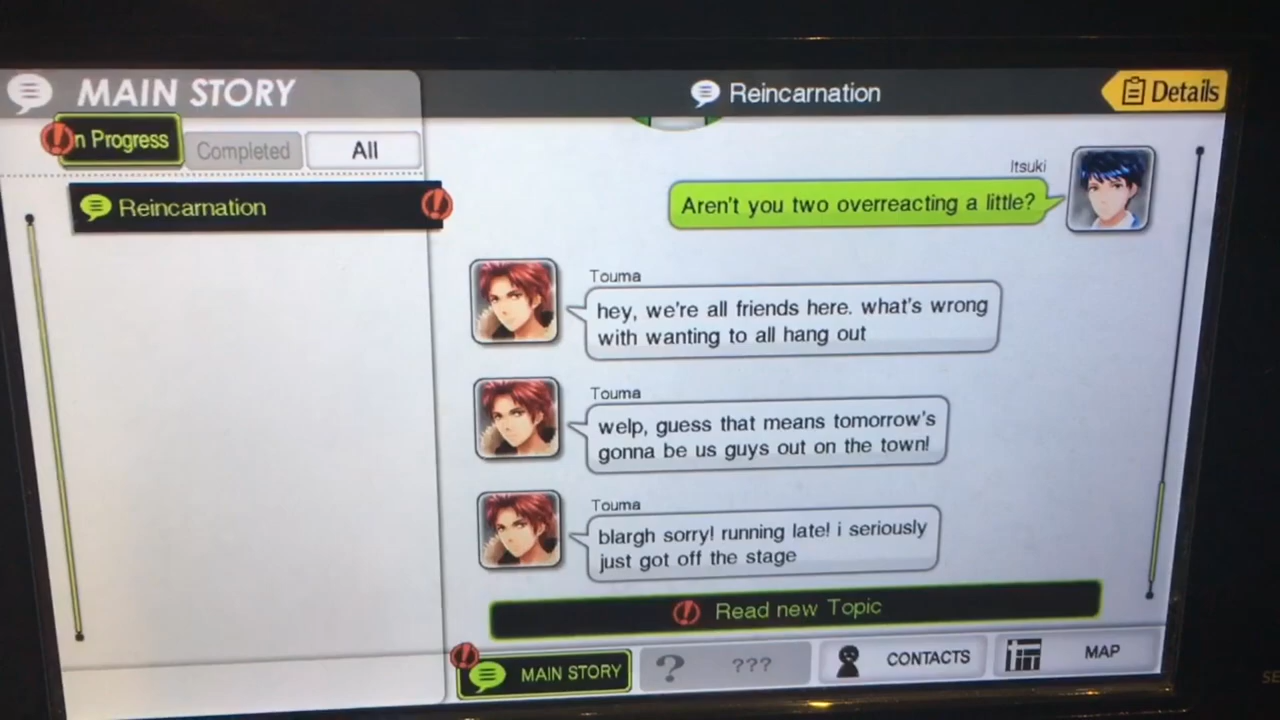 MAIN STORY
In Progress
Completed
All
Reincarnation
Reincarnation
Details
Itsuki
Aren't you two overreacting a little?
Touma
hey, we're all friends here. what's wrong
with wanting to all hang out
Touma
welp, guess that means tomorrow's
gonna be us guys out on the town!
Touma
blargh sorry! running late! i seriously
just got off the stage
Read new Topic
MAIN STORY
? ???
CONTACTS
MAP